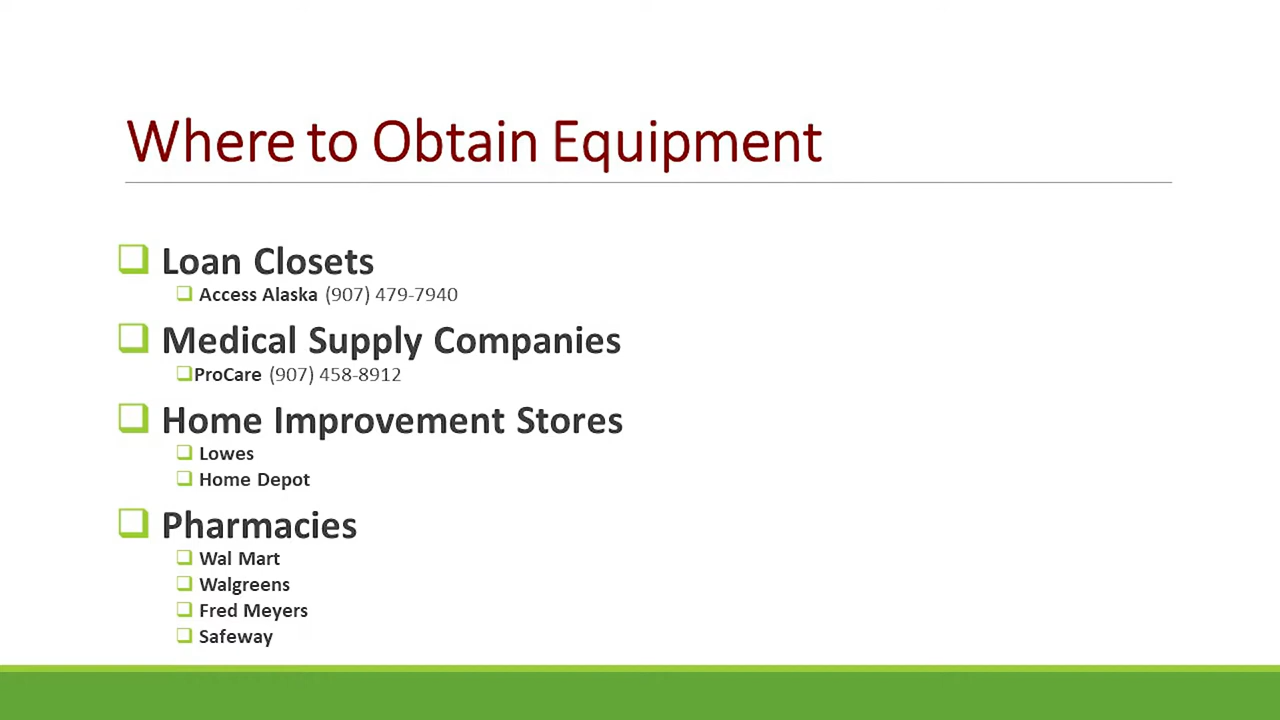 Where to Obtain Equipment
Loan Closets
Access Alaska (907) 479-7940
Medical Supply Companies
ProCare (907) 458-8912
Home Improvement Stores
Lowes
Home Depot
Pharmacies
Wal Mart
Walgreens
Fred Meyers
Safeway